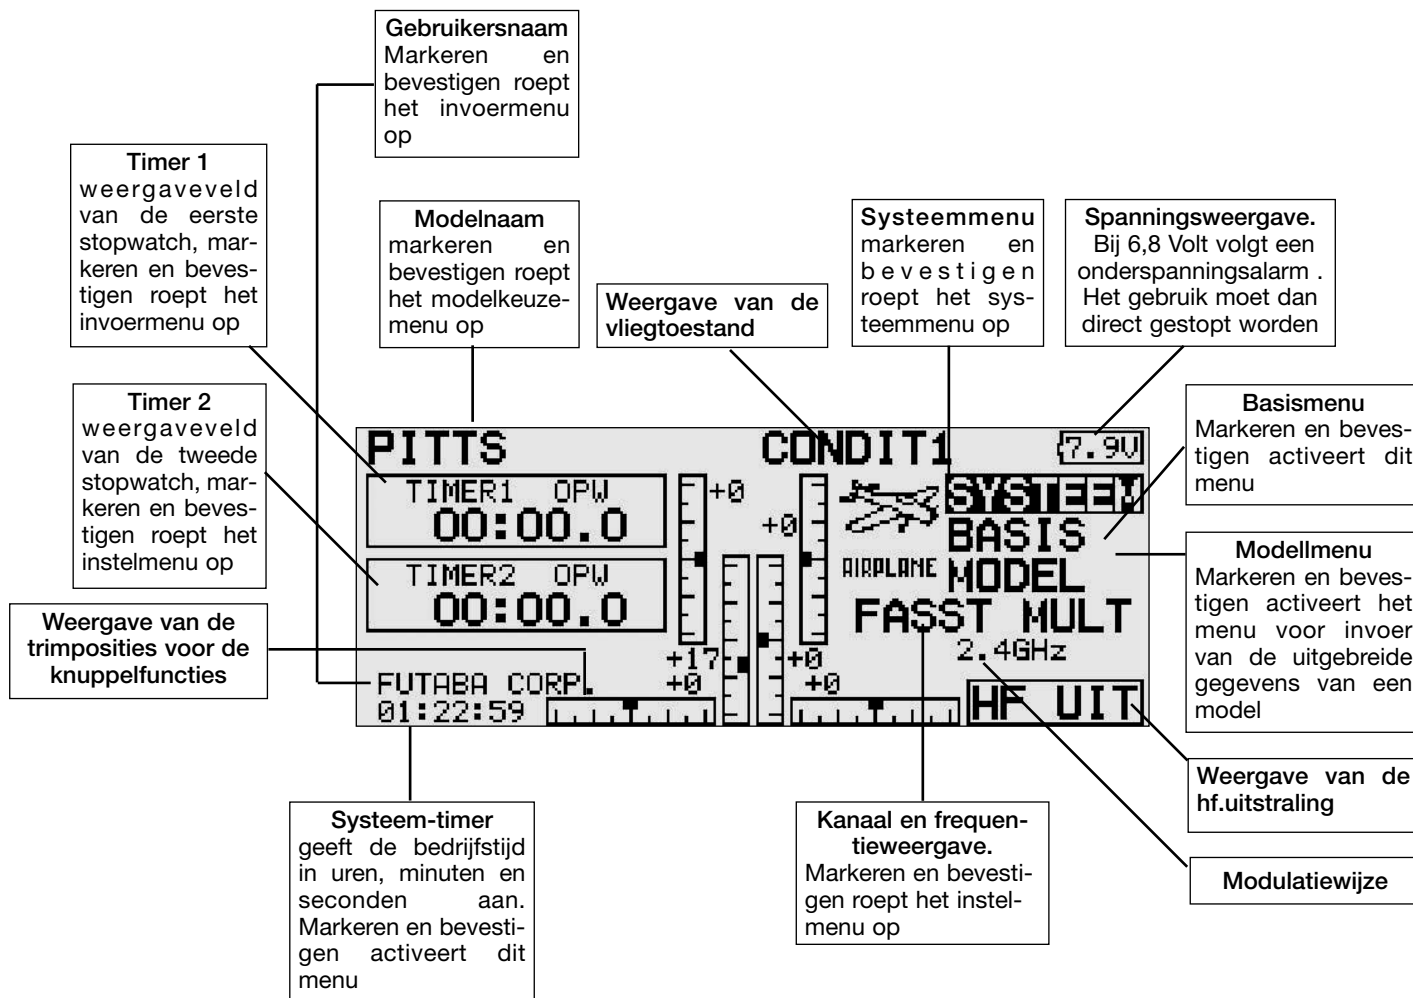 Gebruikersnaam
Markeren en
bevestigen roept
het invoermenu
op
Timer 1
weergaveveld
van de eerste
stopwatch, mar-
keren en beves-
tigen roept het
invoermenu op
Modelnaam
markeren en
bevestigen roept
het modelkeuze-
menu op
Weergave van de
vliegtoestand
Systeemmenu
markeren en
bevestigen
roept het sys-
teemmenu op
Spanningsweergave.
Bij 6,8 Volt volgt een
onderspanningsalarm .
Het gebruik moet dan
direct gestopt worden
Timer 2
weergaveveld
van de tweede
stopwatch, mar-
keren en beves-
tigen roept het
instelmenu op
Basismenu
Markeren en beves-
tigen activeert dit
menu
Modellmenu
Markeren en beves-
tigen activeert het
menu voor invoer
van de uitgebreide
gegevens van een
model
Weergave van de
trimposities voor de
knuppelfuncties
PITTS CONDIT1 7.9V
TIMER1 OPW
00:00.0
TIMER2 OPW
00:00.0
+0
+0
SYSTEEM
BASIS
AIRPLANE MODEL
FASST MULT
2.4GHz
+17 +0
+0 +0
FUTABA CORP.
01:22:59
HF UIT
Weergave van de
hf.uitstraling
Modulatiewijze
Systeem-timer
geeft de bedrijfstijd
in uren, minuten en
seconden aan.
Markeren en bevesti-
gen activeert dit
menu
Kanaal en frequen-
tieweergave.
Markeren en bevesti-
gen roept het instel-
menu op